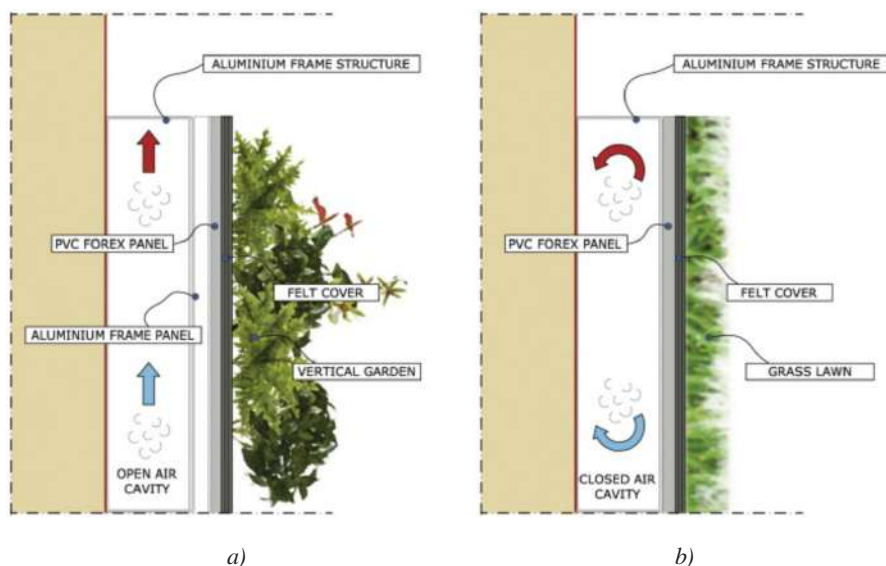 ALUMINIUM FRAME STRUCTURE
PVC FOREX PANEL
FELT COVER
ALUMINIUM FRAME PANEL
VERTICAL GARDEN
OPEN AIR
CAVITY
a)
ALUMINIUM FRAME STRUCTURE
PVC FOREX PANEL
FELT COVER
GRASS LAWN
CLOSED AIR
CAVITY
b)